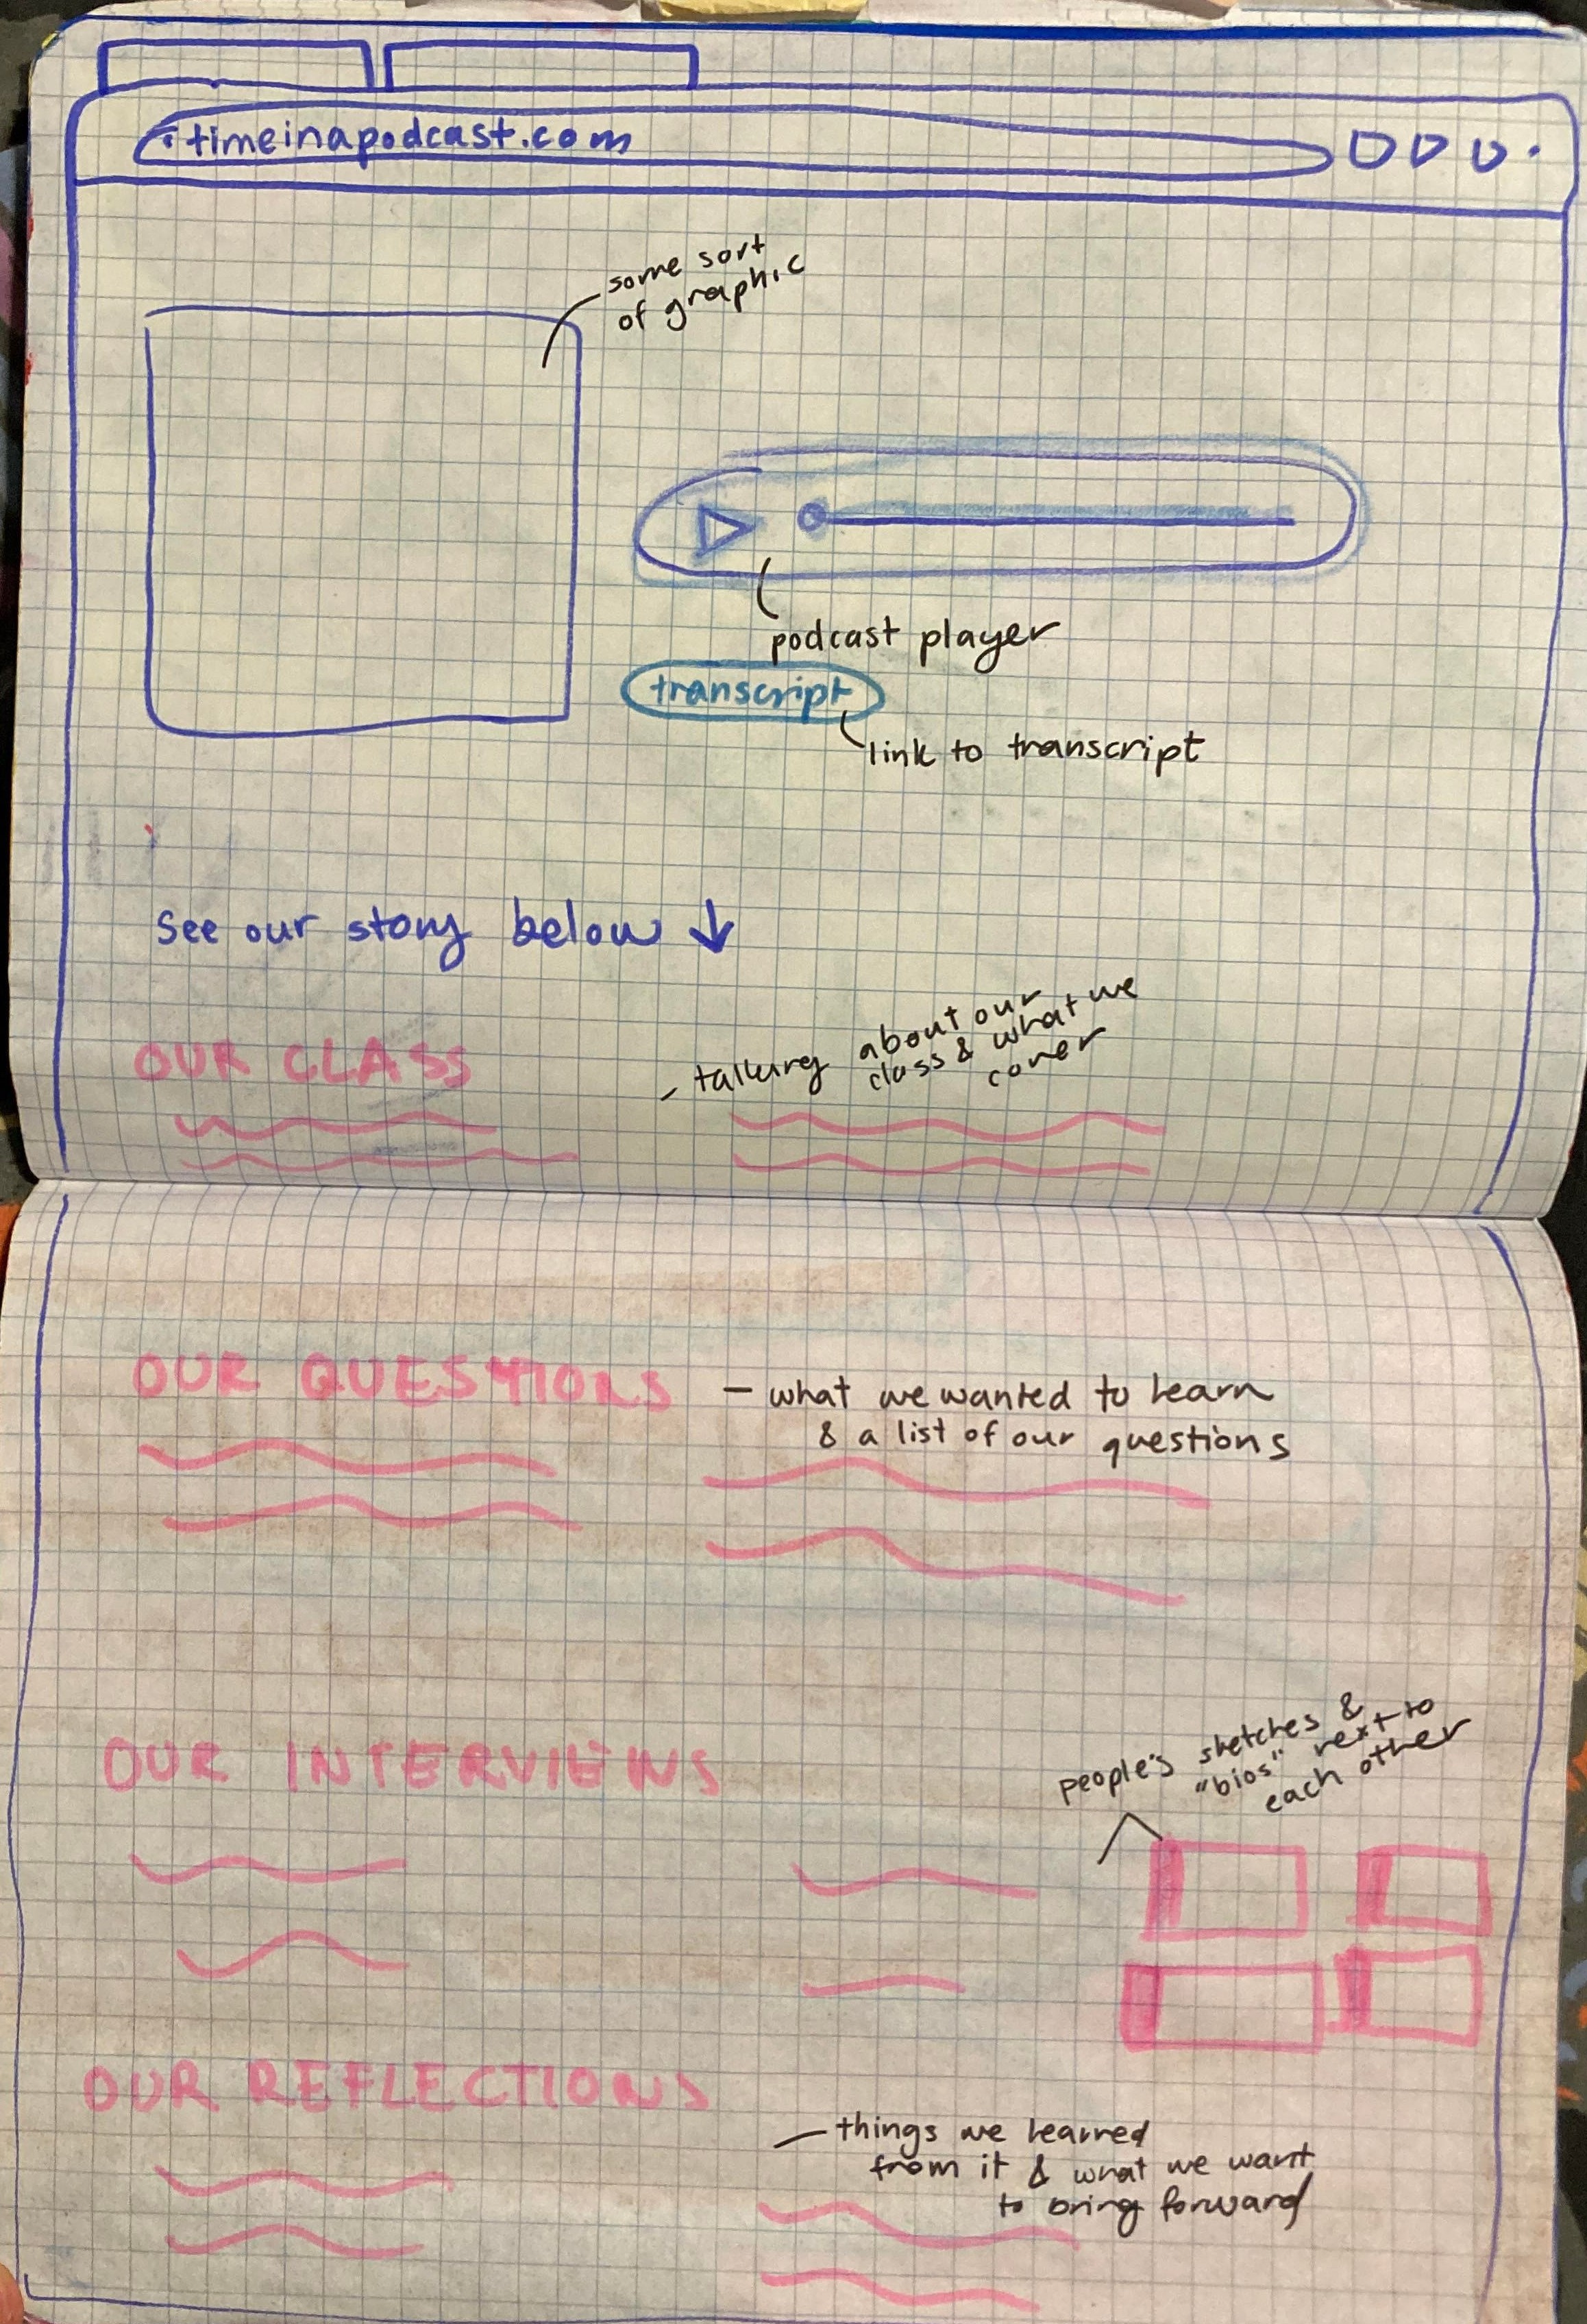 timeinapodcast.com
some sort
of graphic
podcast player
transcript
link to transcript
See our story below ↓
OUR CLASS
- talking about our
class & what we
cover
OUR QUESTIONS
- what we wanted to learn
& a list of our questions
OUR INTERVIEWS
people's sketches &
"bios" next to
each other
OUR REFLECTIONS
- things we learned
from it & what we want
to bring forward